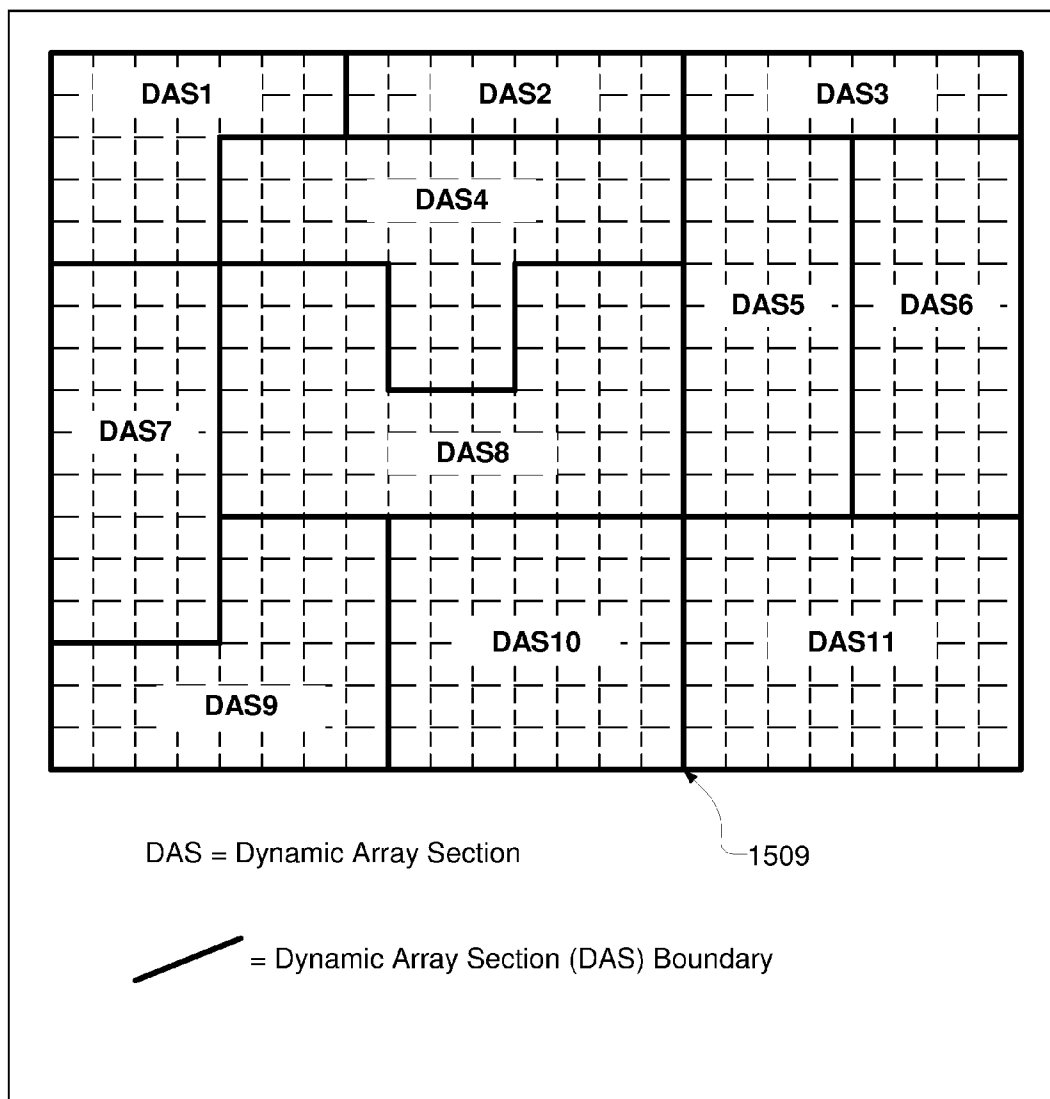 DAS1
DAS2
DAS3
DAS4
DAS5
DAS6
DAS7
DAS8
DAS10
DAS11
DAS9
DAS = Dynamic Array Section
1509
= Dynamic Array Section (DAS) Boundary